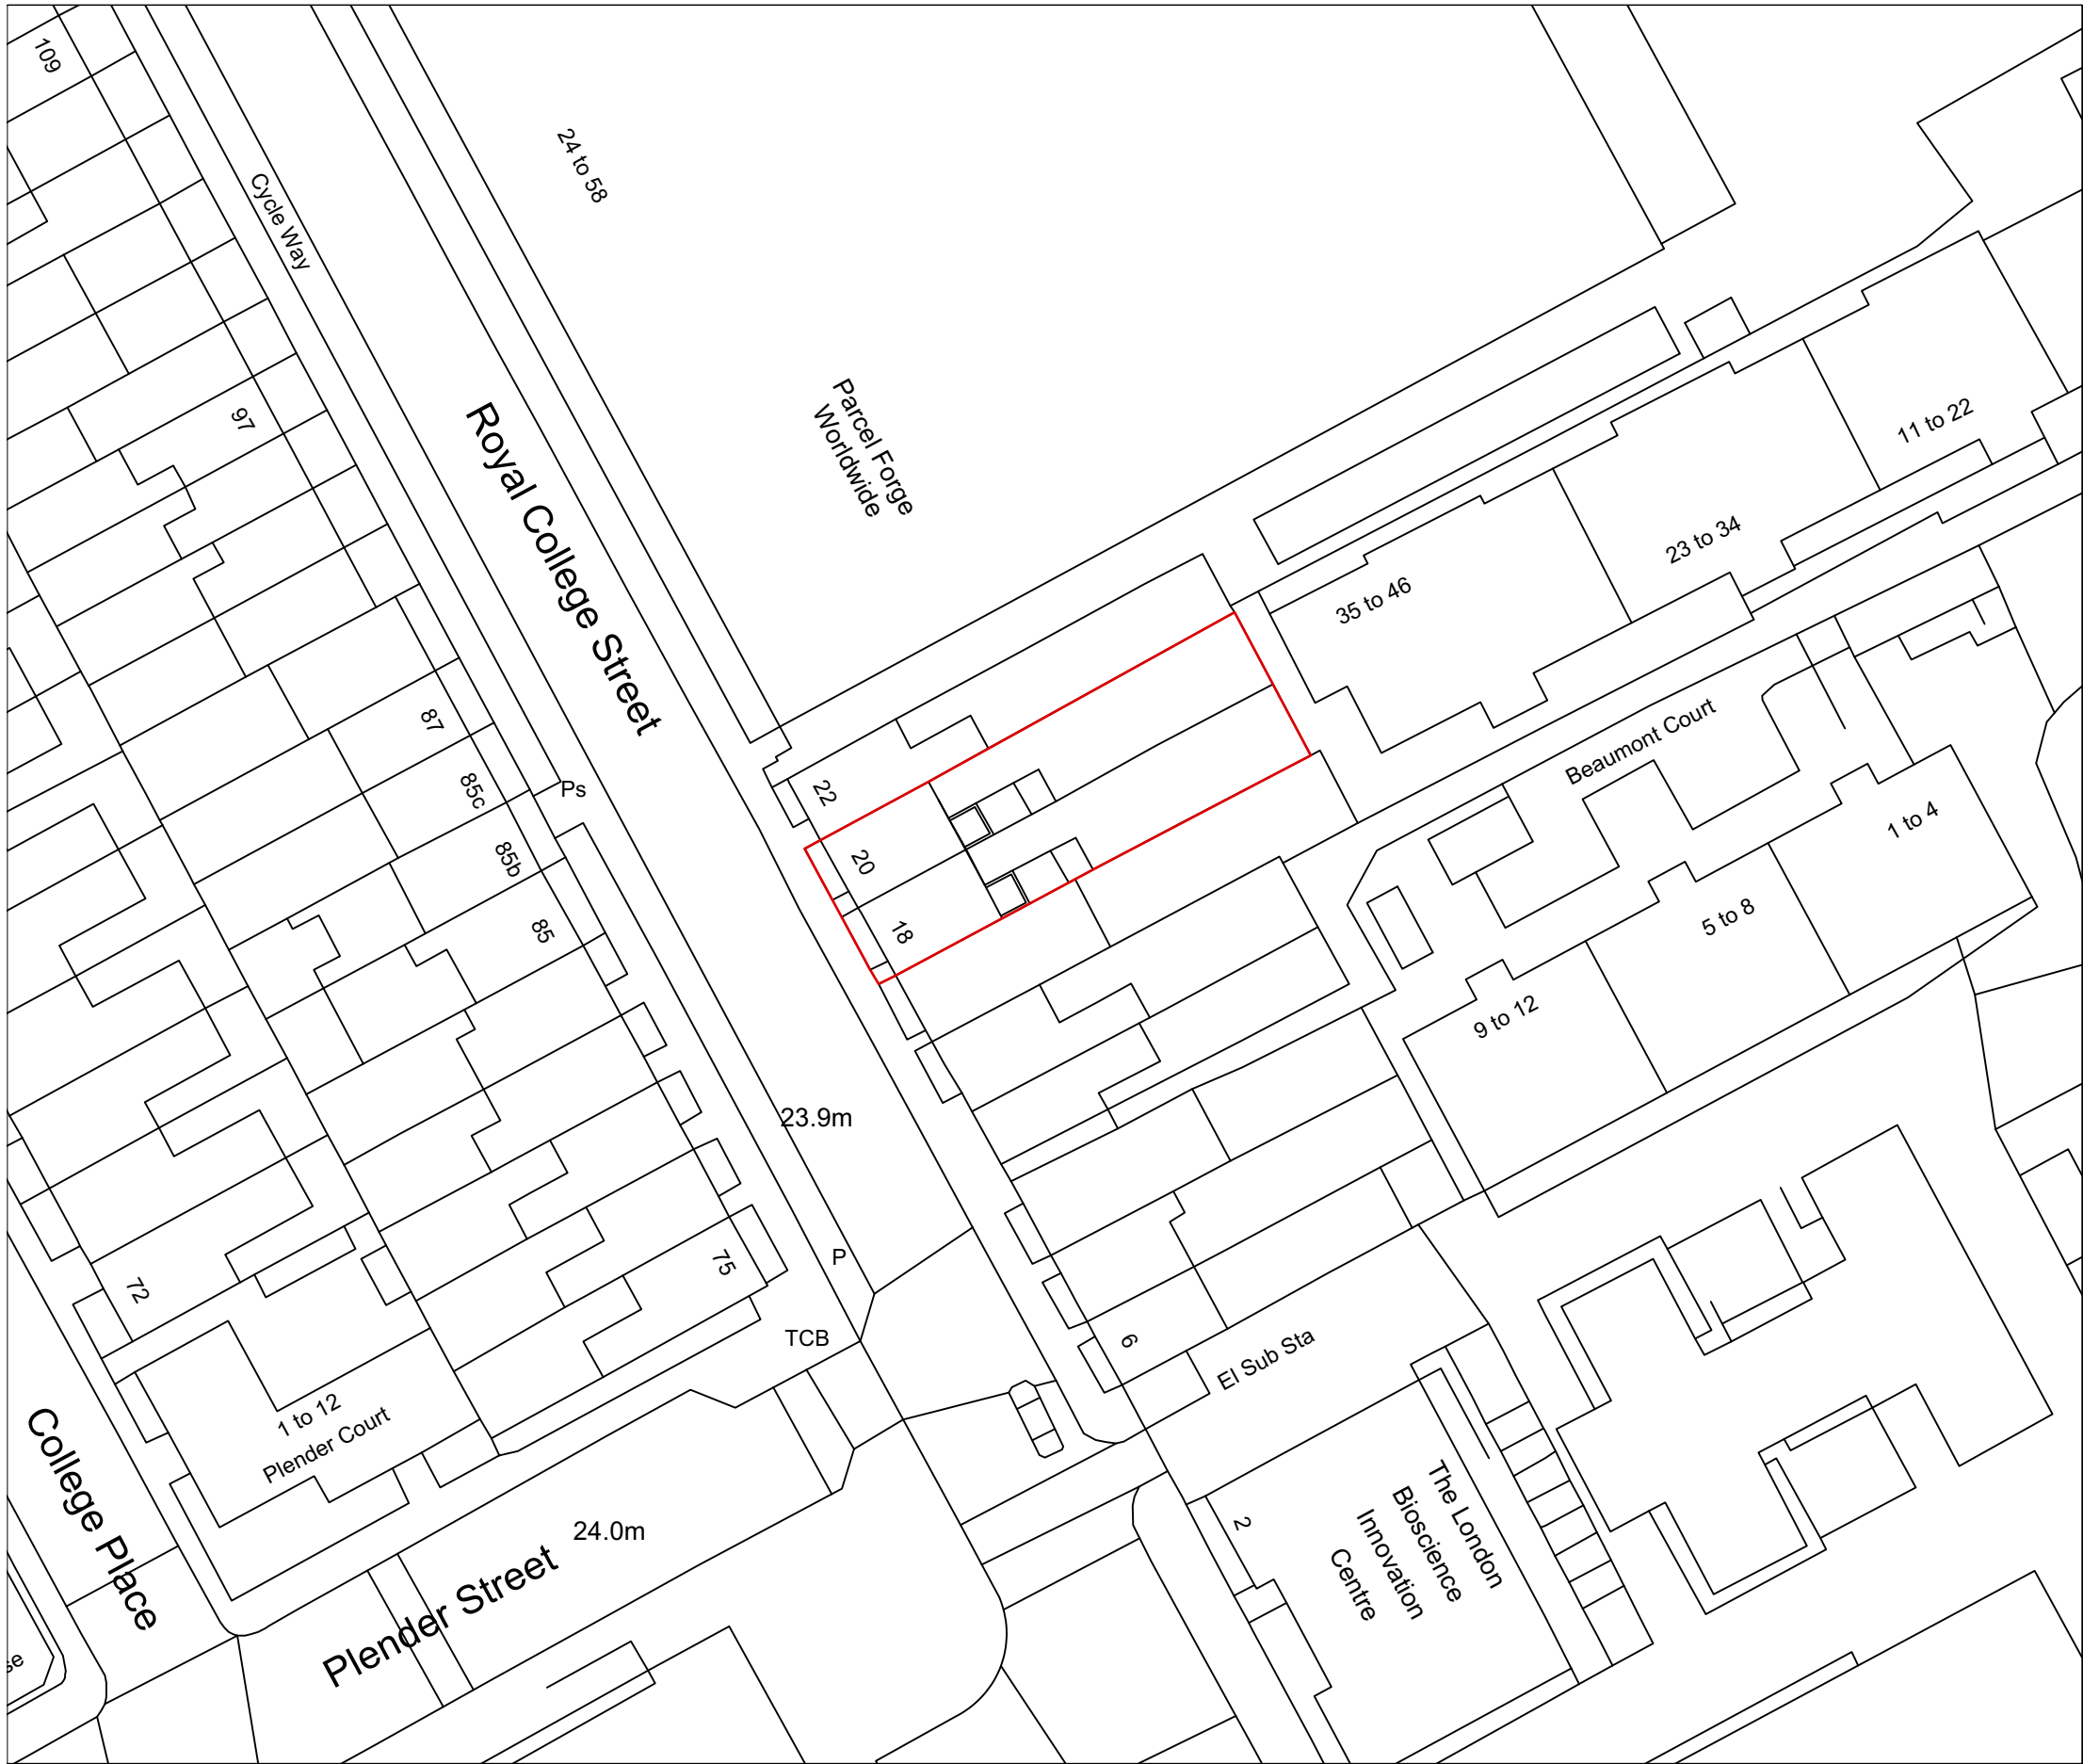 109
24 to 58
Cycle Way
97
Royal College Street
Parcel Forge
Worldwide
11 to 22
23 to 34
35 to 46
87
85c
Ps
85b
85
22
20
18
Beaumont Court
1 to 4
5 to 8
9 to 12
23.9m
P
75
TCB
72
6
El Sub Sta
1 to 12
Plender Court
College Place
24.0m
Plender Street
2
The London
Bioscience
Innovation
Centre
se